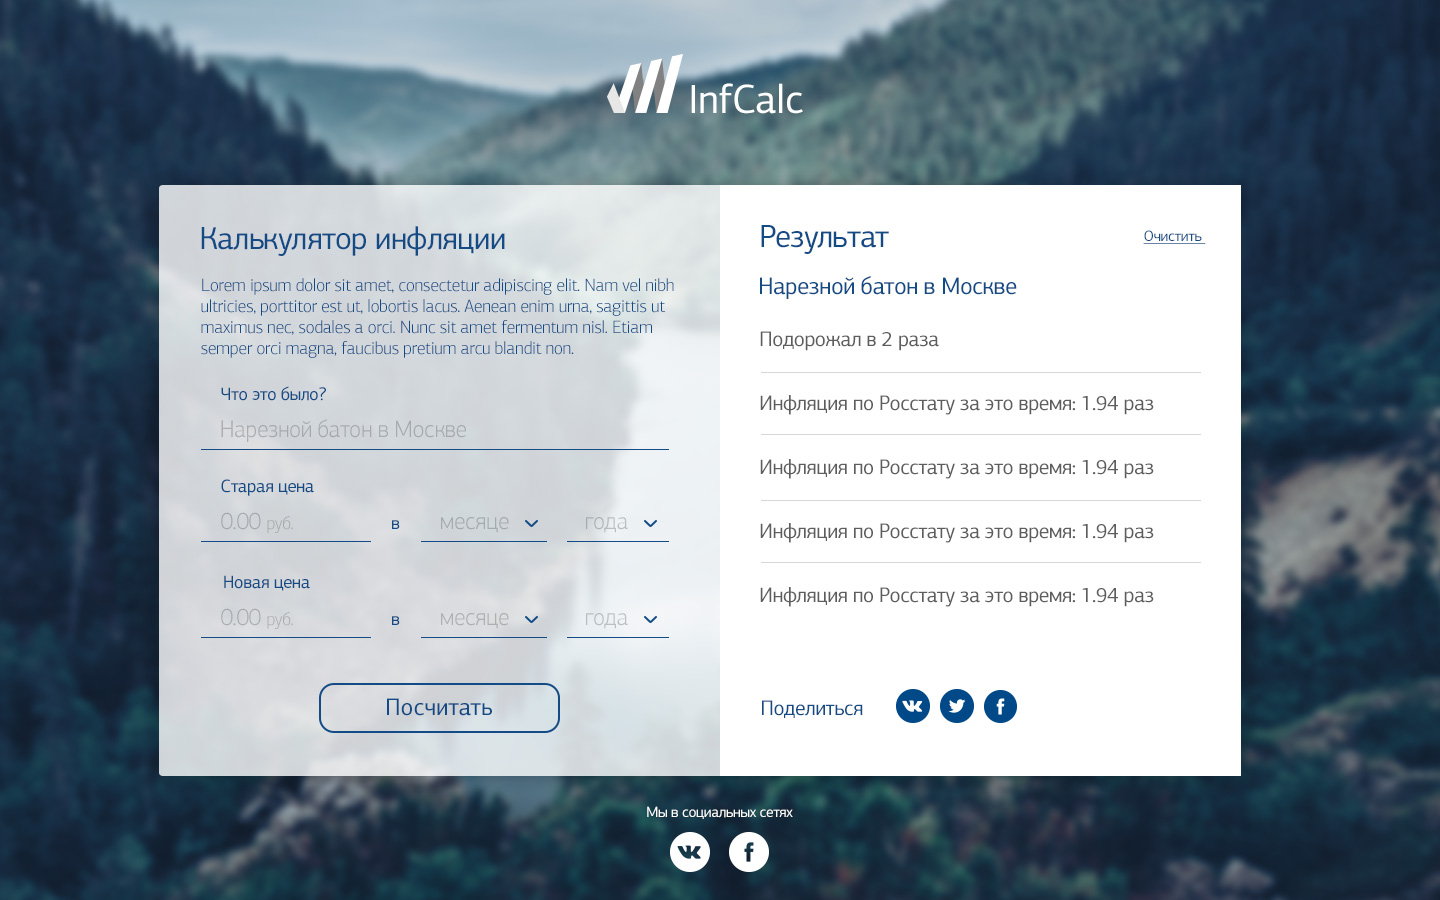 InfCalc
Калькулятор инфляции
Lorem ipsum dolor sit amet, consectetur adipiscing elit. Nam vel nibh
ultricies, porttitor est ut, lobortis lacus. Aenean enim urna, sagittis ut
maximus nec, sodales a orci. Nunc sit amet fermentum nisl. Etiam
semper orci magna, faucibus pretium arcu blandit non.
Что это было?
Нарезной батон в Москве
Старая цена
0.00 руб. в месяце года
Новая цена
0.00 руб. в месяце года
Посчитать
Результат
Очистить
Нарезной батон в Москве
Подорожал в 2 раза
Инфляция по Росстату за это время: 1.94 раз
Инфляция по Росстату за это время: 1.94 раз
Инфляция по Росстату за это время: 1.94 раз
Инфляция по Росстату за это время: 1.94 раз
Поделиться
Мы в социальных сетях